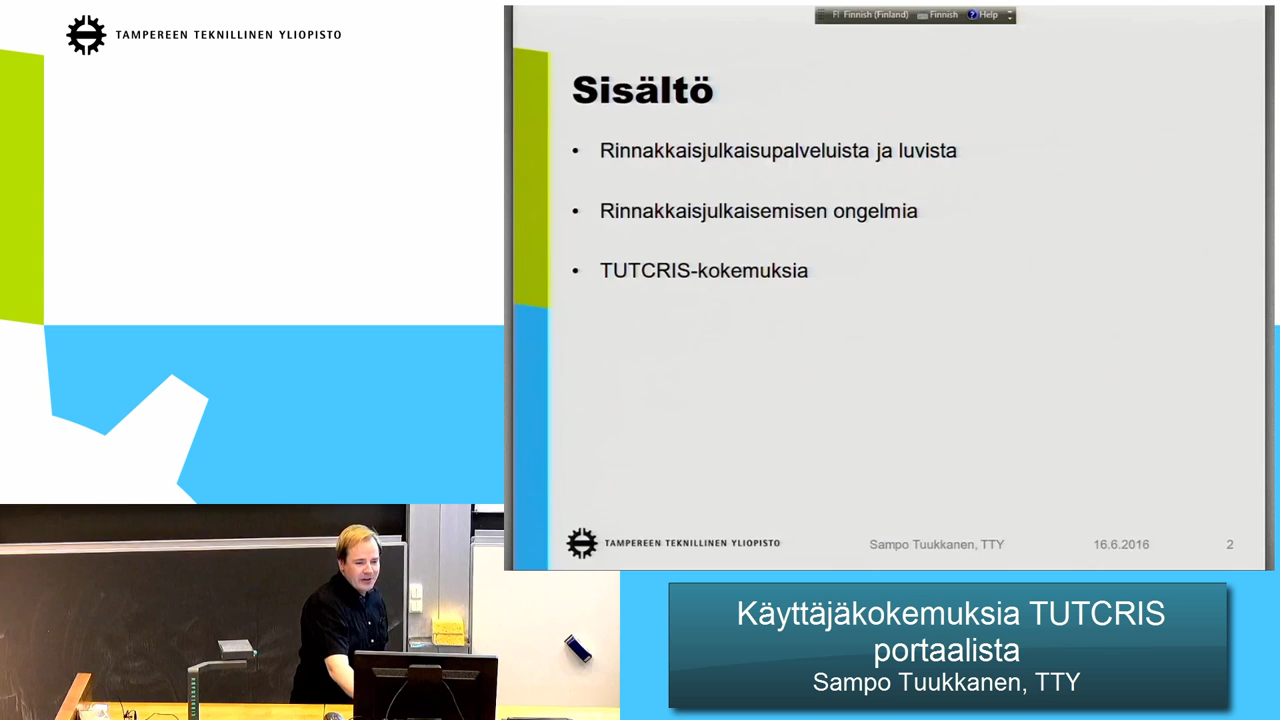 TAMPEREEN TEKNILLINEN YLIOPISTO
FI Finnish (Finland) Finnish Help
Sisältö
• Rinnakkaisjulkaisupalveluista ja luvista
• Rinnakkaisjulkaisemisen ongelmia
• TUTCRIS-kokemuksia
TAMPEREEN TEKNILLINEN YLIOPISTO Sampo Tuukkanen, TTY 16.6.2016 2
Käyttäjäkokemuksia TUTCRIS
portaalista
Sampo Tuukkanen, TTY